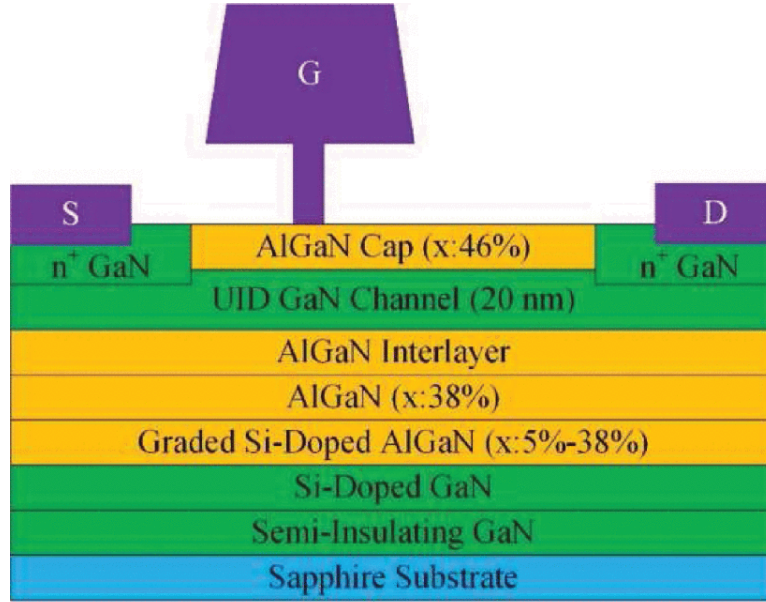 G
S
D
AlGaN Cap (x:46%)
n⁺ GaN
n⁺ GaN
UID GaN Channel (20 nm)
AlGaN Interlayer
AlGaN (x:38%)
Graded Si-Doped AlGaN (x:5%-38%)
Si-Doped GaN
Semi-Insulating GaN
Sapphire Substrate